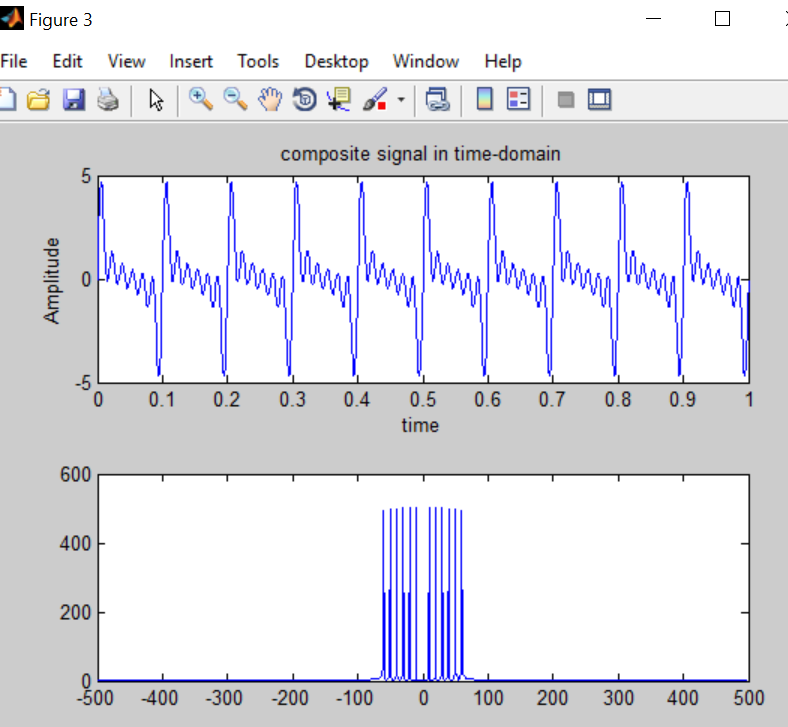 Figure 3
File Edit View Insert Tools Desktop Window Help
composite signal in time-domain
5
0
-5
Amplitude
0 0.1 0.2 0.3 0.4 0.5 0.6 0.7 0.8 0.9 1
time
600
400
200
0
-500 -400 -300 -200 -100 0 100 200 300 400 500